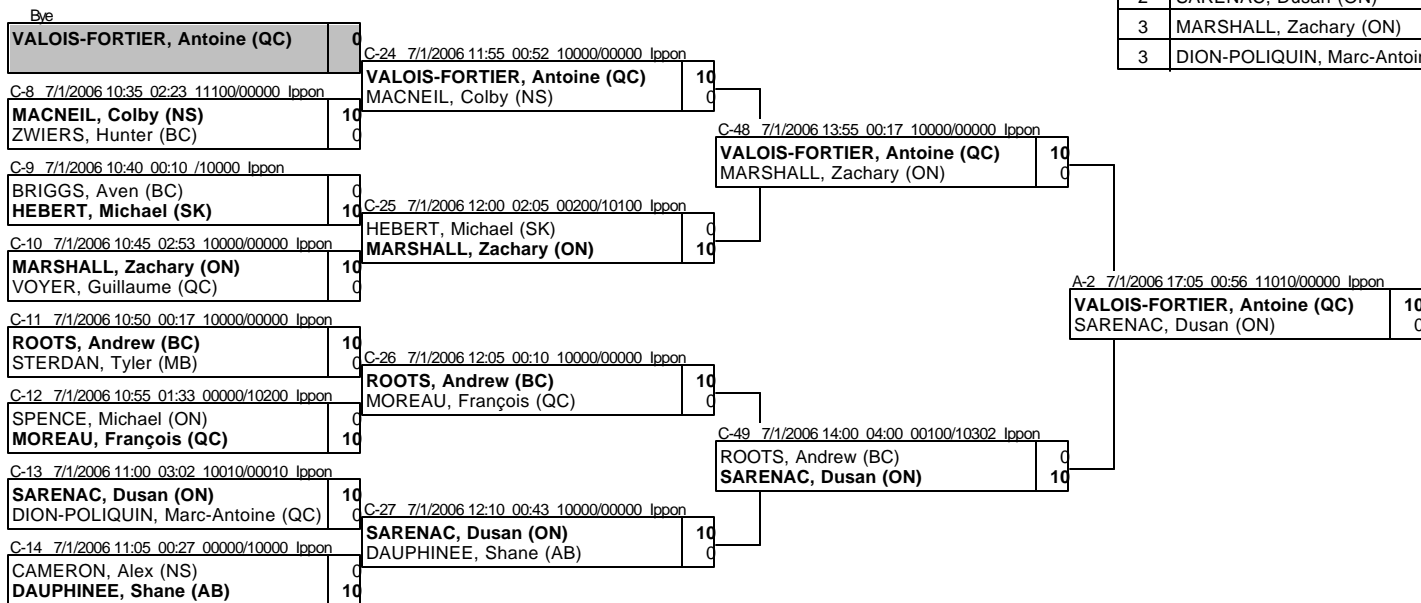 2 SARENAC, Dusan (ON)
3 MARSHALL, Zachary (ON)
3 DION-POLIQUIN, Marc-Antoin
Bye
VALOIS-FORTIER, Antoine (QC) 0
C-8 7/1/2006 10:35 02:23 11100/00000 Ippon
MACNEIL, Colby (NS) 10
ZWIERS, Hunter (BC) 0
C-9 7/1/2006 10:40 00:10 /10000 Ippon
BRIGGS, Aven (BC) 0
HEBERT, Michael (SK) 10
C-10 7/1/2006 10:45 02:53 10000/00000 Ippon
MARSHALL, Zachary (ON) 10
VOYER, Guillaume (QC) 0
C-11 7/1/2006 10:50 00:17 10000/00000 Ippon
ROOTS, Andrew (BC) 10
STERDAN, Tyler (MB) 0
C-12 7/1/2006 10:55 01:33 00000/10200 Ippon
SPENCE, Michael (ON) 0
MOREAU, François (QC) 10
C-13 7/1/2006 11:00 03:02 10010/00010 Ippon
SARENAC, Dusan (ON) 10
DION-POLIQUIN, Marc-Antoine (QC) 0
C-14 7/1/2006 11:05 00:27 00000/10000 Ippon
CAMERON, Alex (NS) 0
DAUPHINEE, Shane (AB) 10
C-24 7/1/2006 11:55 00:52 10000/00000 Ippon
VALOIS-FORTIER, Antoine (QC) 10
MACNEIL, Colby (NS) 0
C-25 7/1/2006 12:00 02:05 00200/10100 Ippon
HEBERT, Michael (SK) 0
MARSHALL, Zachary (ON) 10
C-26 7/1/2006 12:05 00:10 10000/00000 Ippon
ROOTS, Andrew (BC) 10
MOREAU, François (QC) 0
C-27 7/1/2006 12:10 00:43 10000/00000 Ippon
SARENAC, Dusan (ON) 10
DAUPHINEE, Shane (AB) 0
C-48 7/1/2006 13:55 00:17 10000/00000 Ippon
VALOIS-FORTIER, Antoine (QC) 10
MARSHALL, Zachary (ON) 0
C-49 7/1/2006 14:00 04:00 00100/10302 Ippon
ROOTS, Andrew (BC) 0
SARENAC, Dusan (ON) 10
A-2 7/1/2006 17:05 00:56 11010/00000 Ippon
VALOIS-FORTIER, Antoine (QC) 10
SARENAC, Dusan (ON) 0